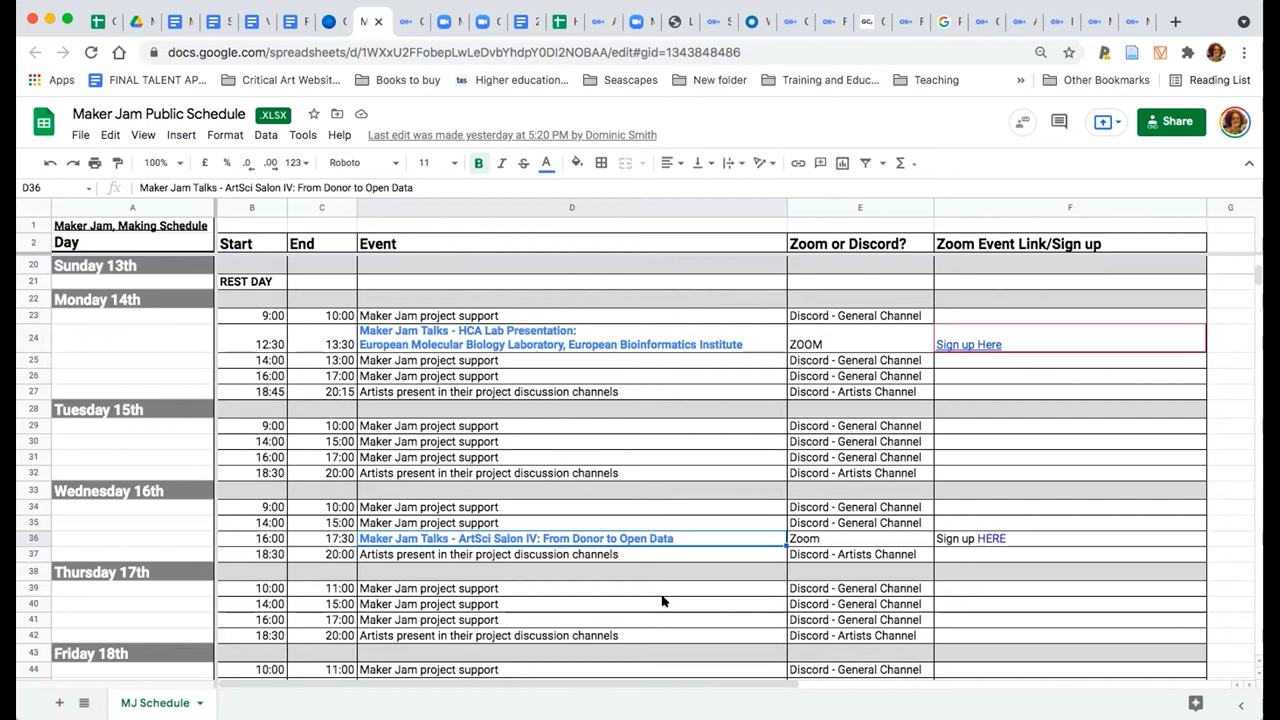 docs.google.com/spreadsheets/d/1WXxU2FFobepLwLeDvbYhdpY0DI2NOBAA/edit#gid=1343848486
Apps FINAL TALENT AP... Critical Art Websit... Books to buy Higher education... Seascapes New folder Training and Educ... Teaching » Other Bookmarks Reading List
Maker Jam Public Schedule .XLSX
File Edit View Insert Format Data Tools Help Last edit was made yesterday at 5:20 PM by Dominic Smith
Share
100% £ % .0 .00 123 Roboto 11 B I S A
D36 fx Maker Jam Talks - ArtSci Salon IV: From Donor to Open Data
A B C D E F G
1 Maker Jam, Making Schedule
2 Day Start End Event Zoom or Discord? Zoom Event Link/Sign up
20 Sunday 13th
21 REST DAY
22 Monday 14th
23 9:00 10:00 Maker Jam project support Discord - General Channel
24 12:30 13:30 Maker Jam Talks - HCA Lab Presentation:
European Molecular Biology Laboratory, European Bioinformatics Institute ZOOM Sign up Here
25 14:00 13:00 Maker Jam project support Discord - General Channel
26 16:00 17:00 Maker Jam project support Discord - General Channel
27 18:45 20:15 Artists present in their project discussion channels Discord - Artists Channel
28 Tuesday 15th
29 9:00 10:00 Maker Jam project support Discord - General Channel
30 14:00 15:00 Maker Jam project support Discord - General Channel
31 16:00 17:00 Maker Jam project support Discord - General Channel
32 18:30 20:00 Artists present in their project discussion channels Discord - Artists Channel
33 Wednesday 16th
34 9:00 10:00 Maker Jam project support Discord - General Channel
35 14:00 15:00 Maker Jam project support Discord - General Channel
36 16:00 17:30 Maker Jam Talks - ArtSci Salon IV: From Donor to Open Data Zoom Sign up HERE
37 18:30 20:00 Artists present in their project discussion channels Discord - Artists Channel
38 Thursday 17th
39 10:00 11:00 Maker Jam project support Discord - General Channel
40 14:00 15:00 Maker Jam project support Discord - General Channel
41 16:00 17:00 Maker Jam project support Discord - General Channel
42 18:30 20:00 Artists present in their project discussion channels Discord - Artists Channel
43 Friday 18th
44 10:00 11:00 Maker Jam project support Discord - General Channel
MJ Schedule